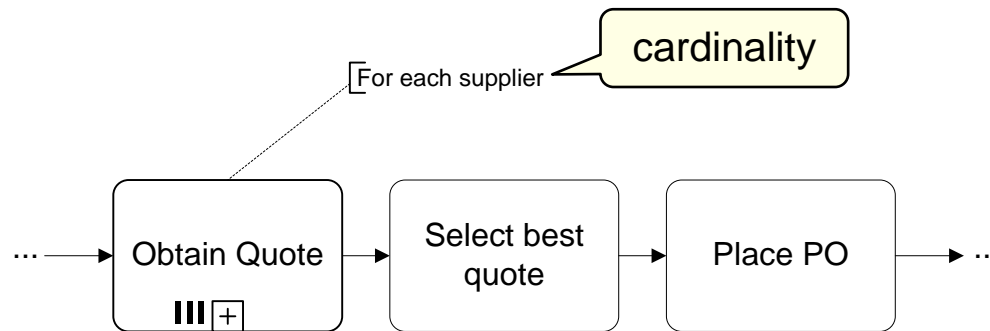 cardinality
For each supplier
...
Obtain Quote
Select best
quote
Place PO
..